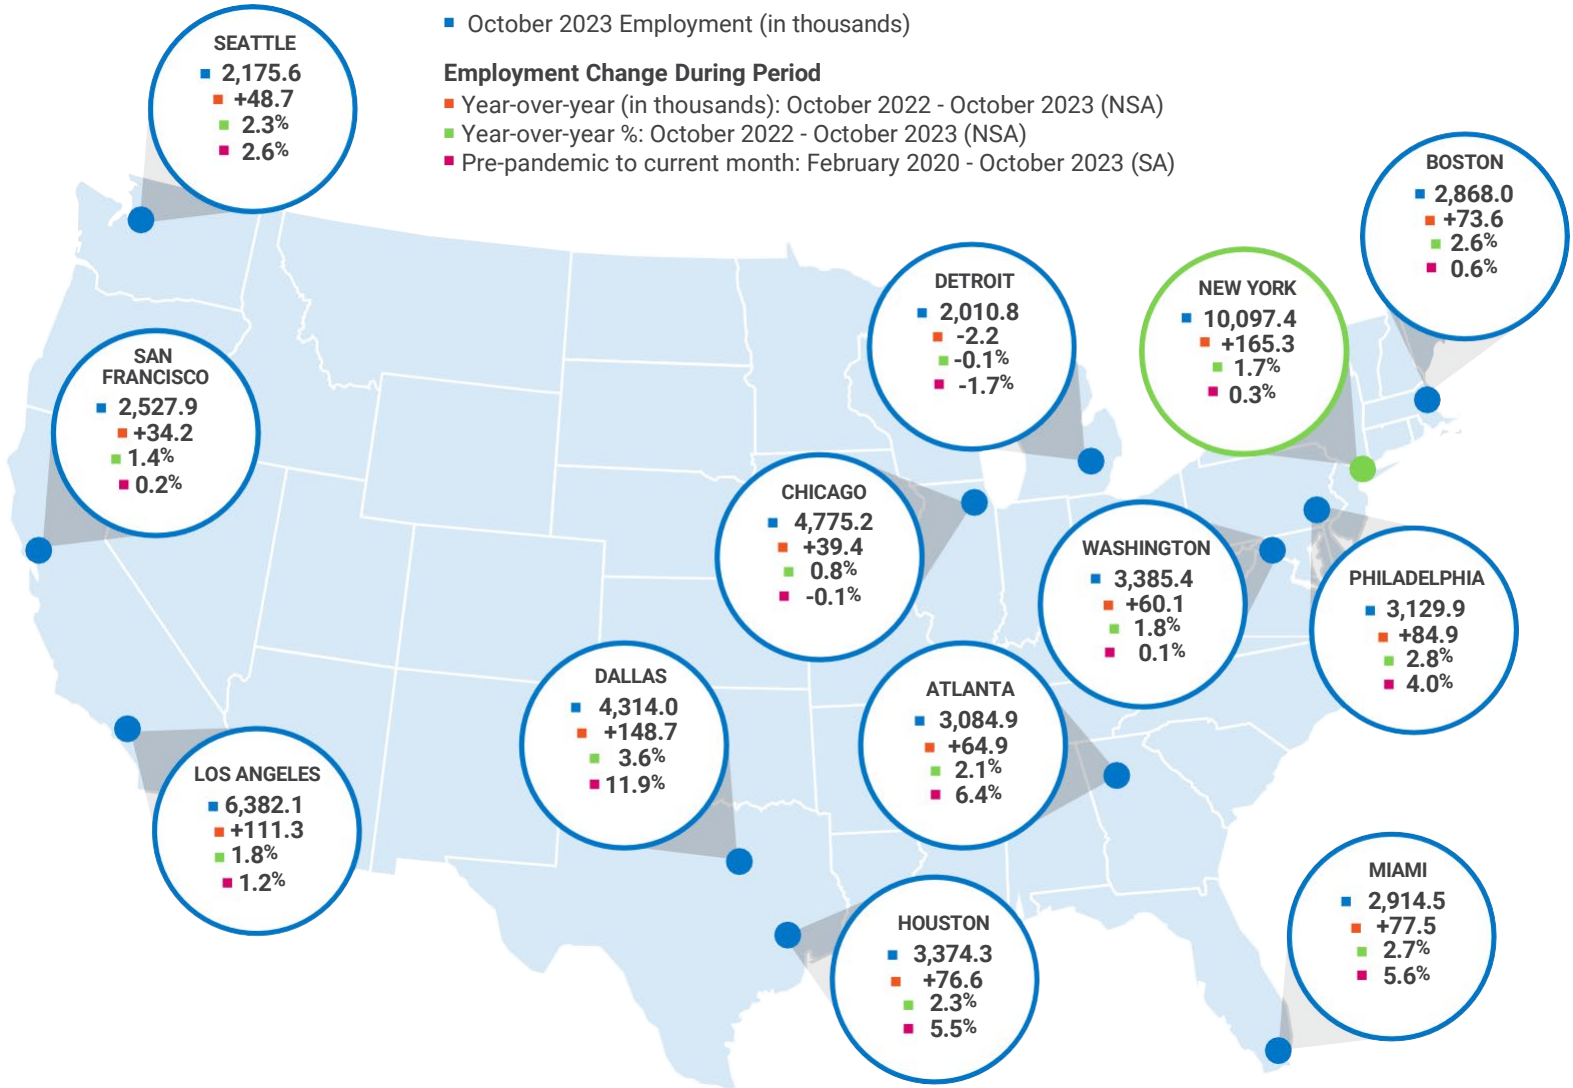 October 2023 Employment (in thousands)
Employment Change During Period
Year-over-year (in thousands): October 2022 - October 2023 (NSA)
Year-over-year %: October 2022 - October 2023 (NSA)
Pre-pandemic to current month: February 2020 - October 2023 (SA)
SEATTLE
2,175.6
+48.7
2.3%
2.6%
BOSTON
2,868.0
+73.6
2.6%
0.6%
DETROIT
2,010.8
-2.2
-0.1%
-1.7%
NEW YORK
10,097.4
+165.3
1.7%
0.3%
SAN
FRANCISCO
2,527.9
+34.2
1.4%
0.2%
CHICAGO
4,775.2
+39.4
0.8%
-0.1%
WASHINGTON
3,385.4
+60.1
1.8%
0.1%
PHILADELPHIA
3,129.9
+84.9
2.8%
4.0%
DALLAS
4,314.0
+148.7
3.6%
11.9%
ATLANTA
3,084.9
+64.9
2.1%
6.4%
LOS ANGELES
6,382.1
+111.3
1.8%
1.2%
HOUSTON
3,374.3
+76.6
2.3%
5.5%
MIAMI
2,914.5
+77.5
2.7%
5.6%